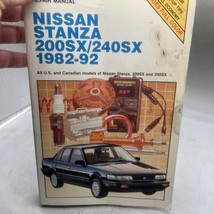 REPAIR MANUAL
NISSAN
STANZA
200SX/240SX
1982-92
All U.S. and Canadian models of Nissan Stanza, 200SX and 240SX